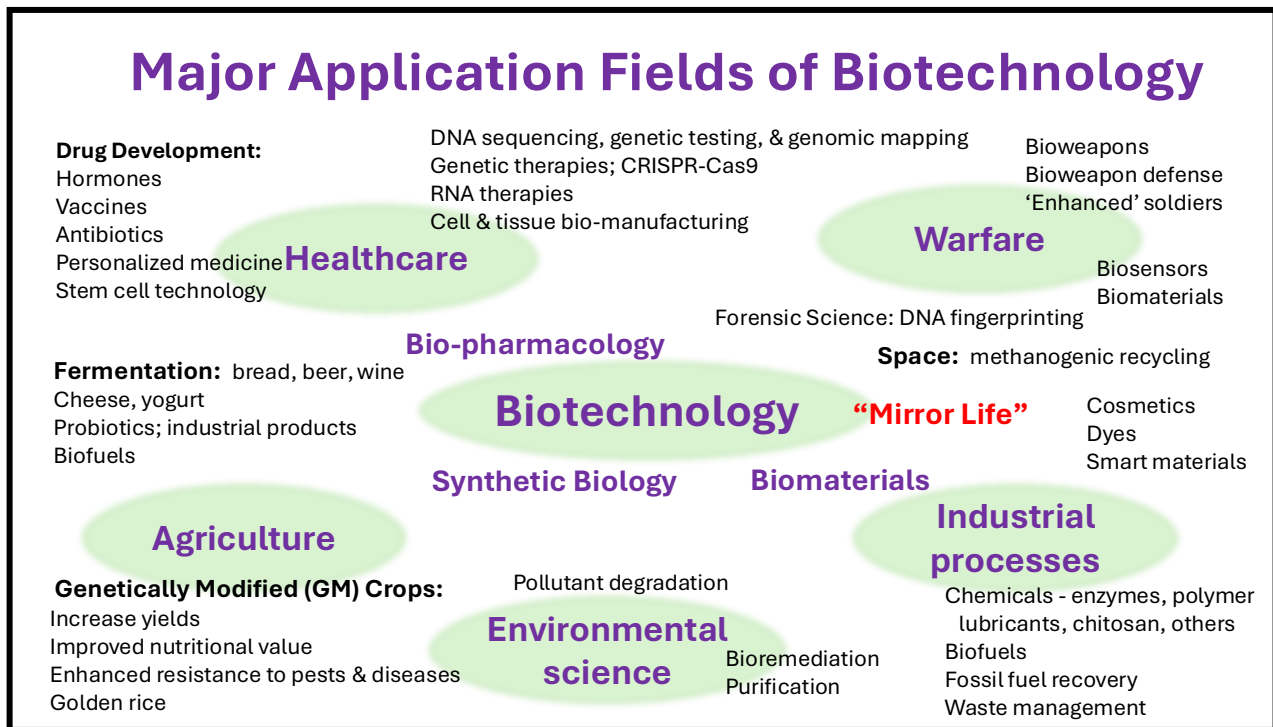 Major Application Fields of Biotechnology
Drug Development:
Hormones
Vaccines
Antibiotics
Personalized medicine
Stem cell technology
Healthcare
DNA sequencing, genetic testing, & genomic mapping
Genetic therapies; CRISPR-Cas9
RNA therapies
Cell & tissue bio-manufacturing
Bioweapons
Bioweapon defense
‘Enhanced’ soldiers
Warfare
Biosensors
Biomaterials
Forensic Science: DNA fingerprinting
Bio-pharmacology
Space: methanogenic recycling
Fermentation: bread, beer, wine
Cheese, yogurt
Probiotics; industrial products
Biofuels
Biotechnology
“Mirror Life”
Cosmetics
Dyes
Smart materials
Synthetic Biology
Biomaterials
Agriculture
Industrial
processes
Genetically Modified (GM) Crops:
Increase yields
Improved nutritional value
Enhanced resistance to pests & diseases
Golden rice
Pollutant degradation
Environmental
science
Bioremediation
Purification
Chemicals - enzymes, polymer
lubricants, chitosan, others
Biofuels
Fossil fuel recovery
Waste management